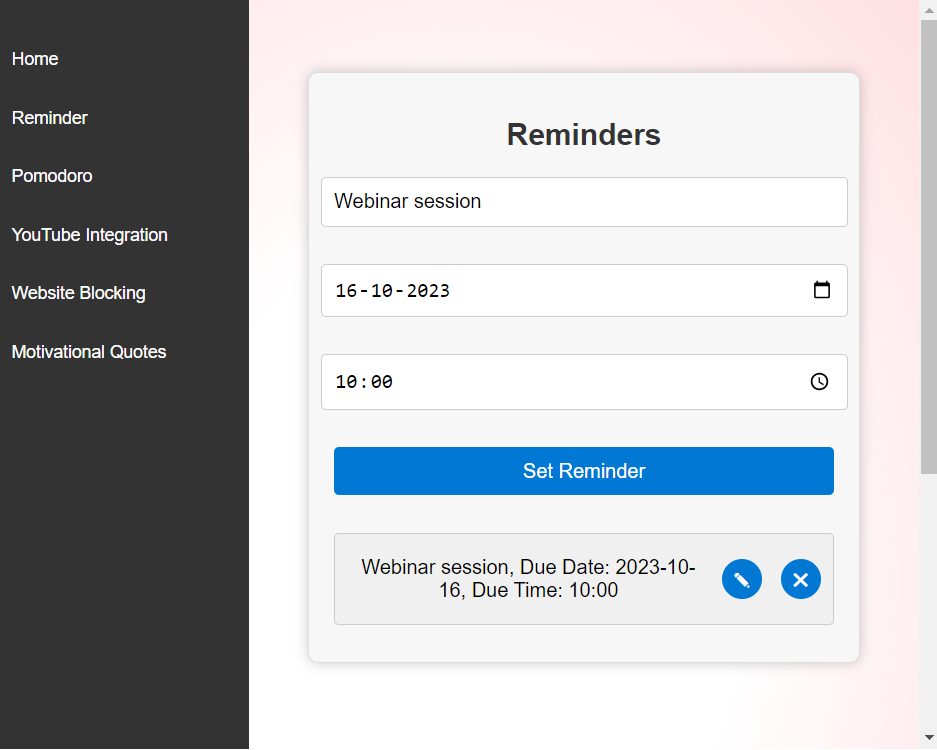 Home
Reminder
Pomodoro
YouTube Integration
Website Blocking
Motivational Quotes
Reminders
Webinar session
16-10-2023
10:00
Set Reminder
Webinar session, Due Date: 2023-10-
16, Due Time: 10:00